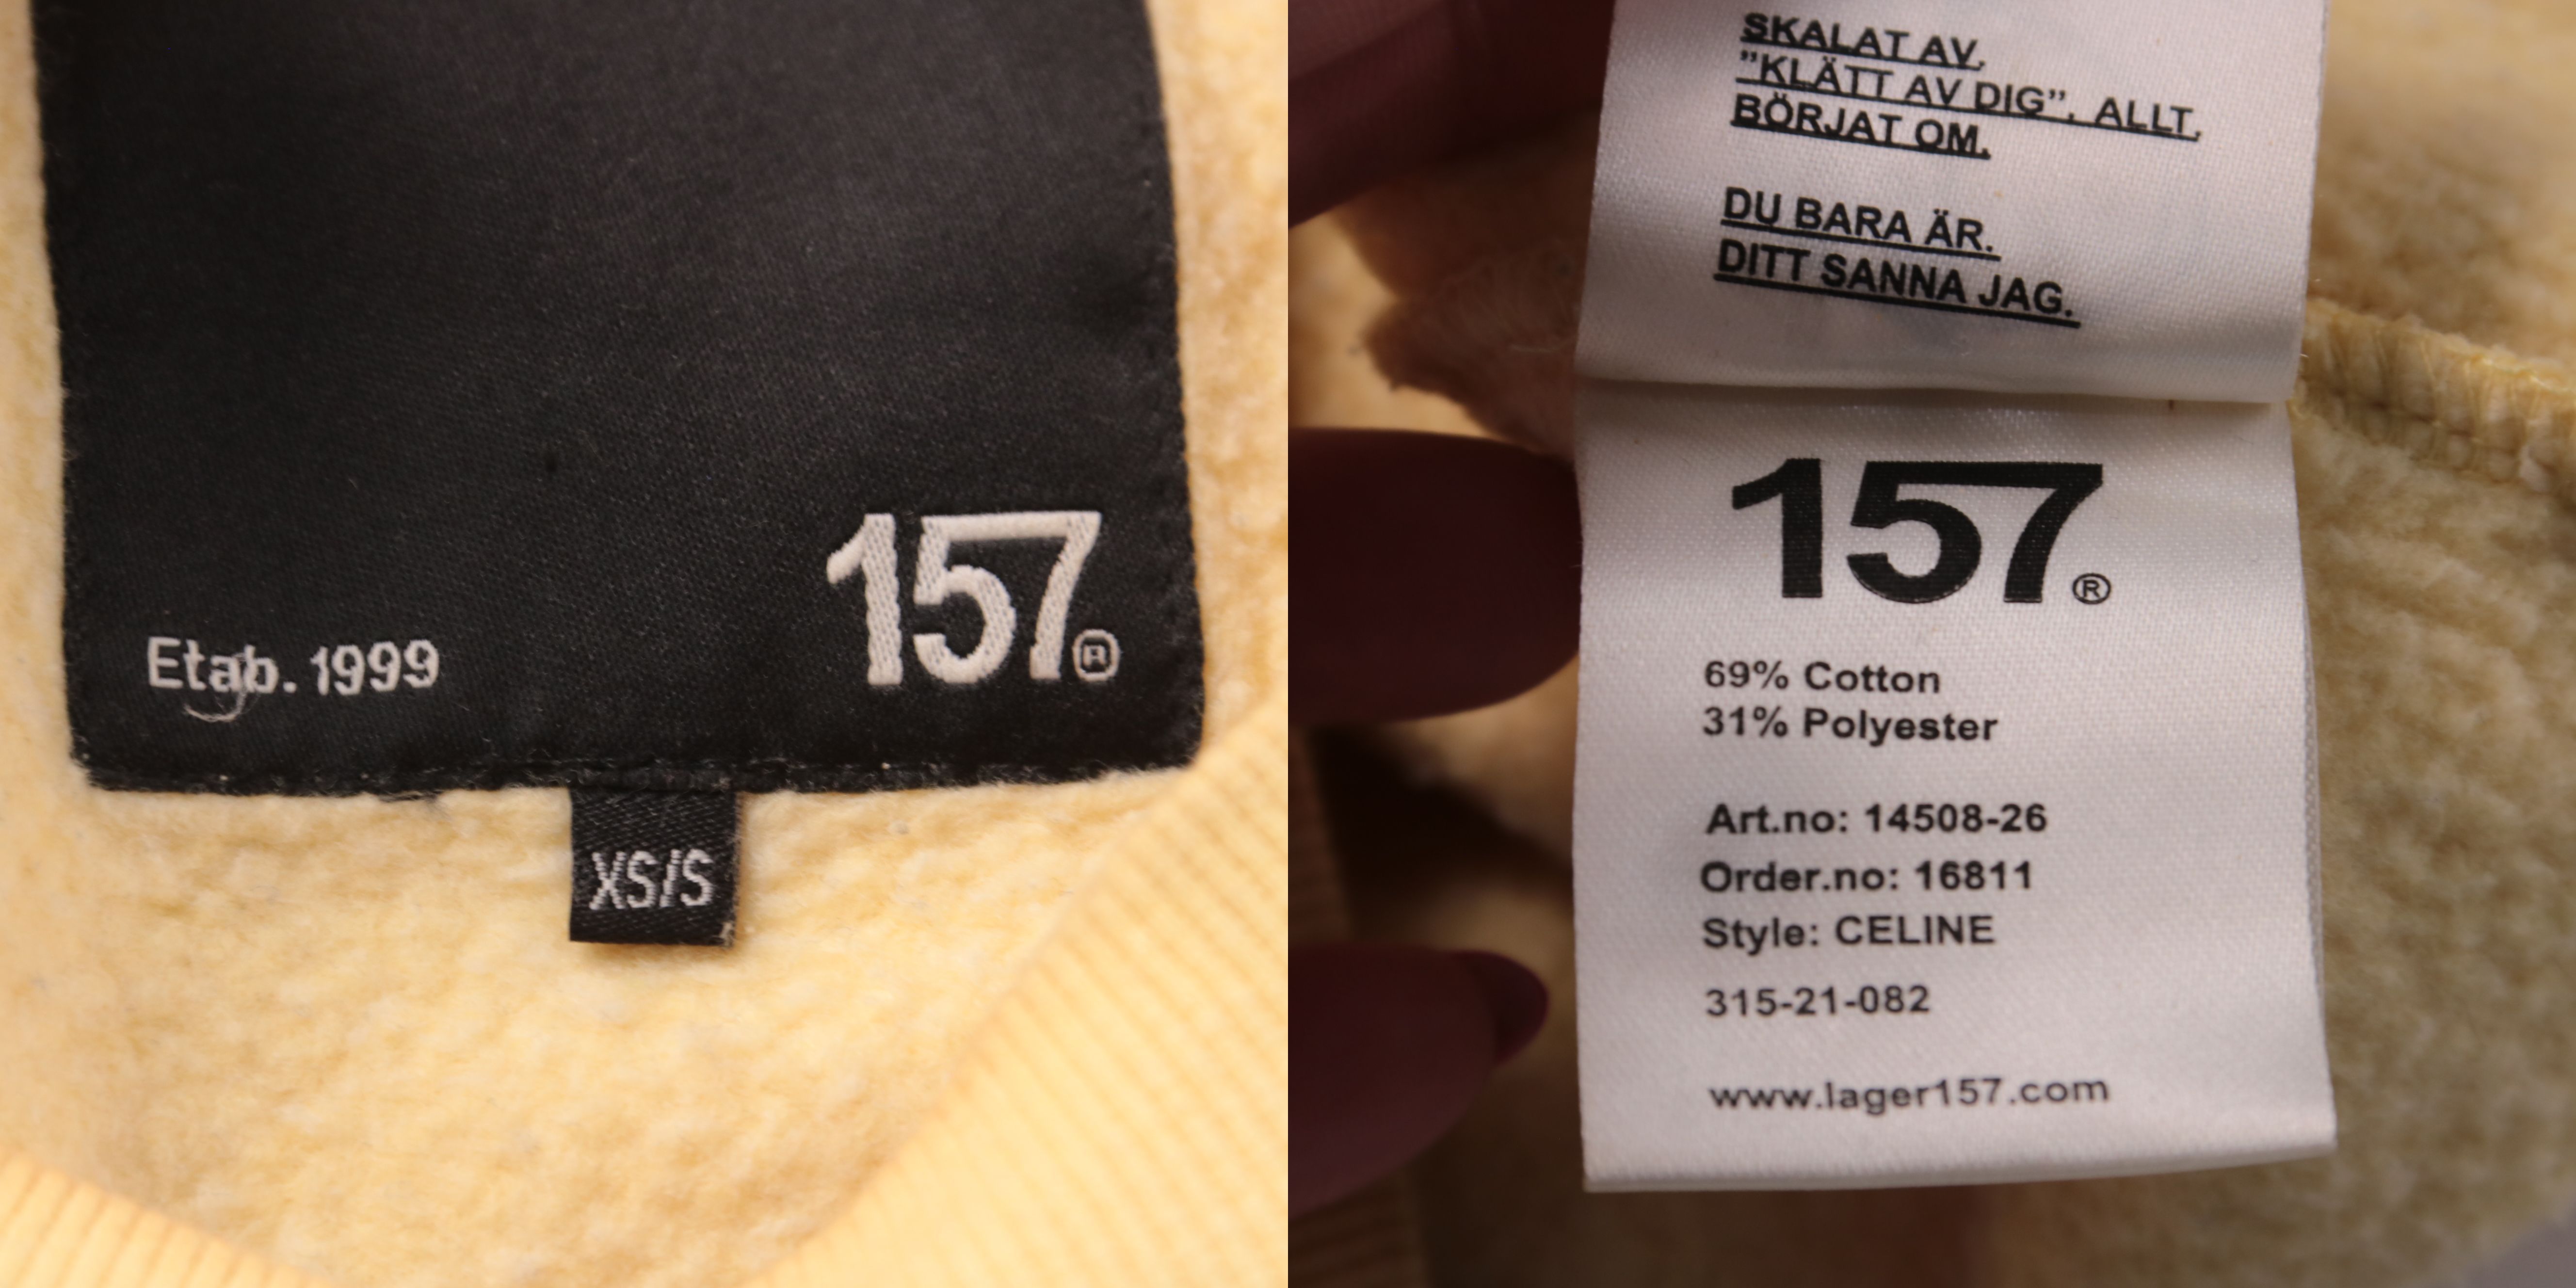 Etab. 1999
157®
XS/S
SKALAT AV.
”KLÄTT AV DIG”. ALLT.
BÖRJAT OM.
DU BARA ÄR.
DITT SANNA JAG.
157®
69% Cotton
31% Polyester
Art.no: 14508-26
Order.no: 16811
Style: CELINE
315-21-082
www.lager157.com